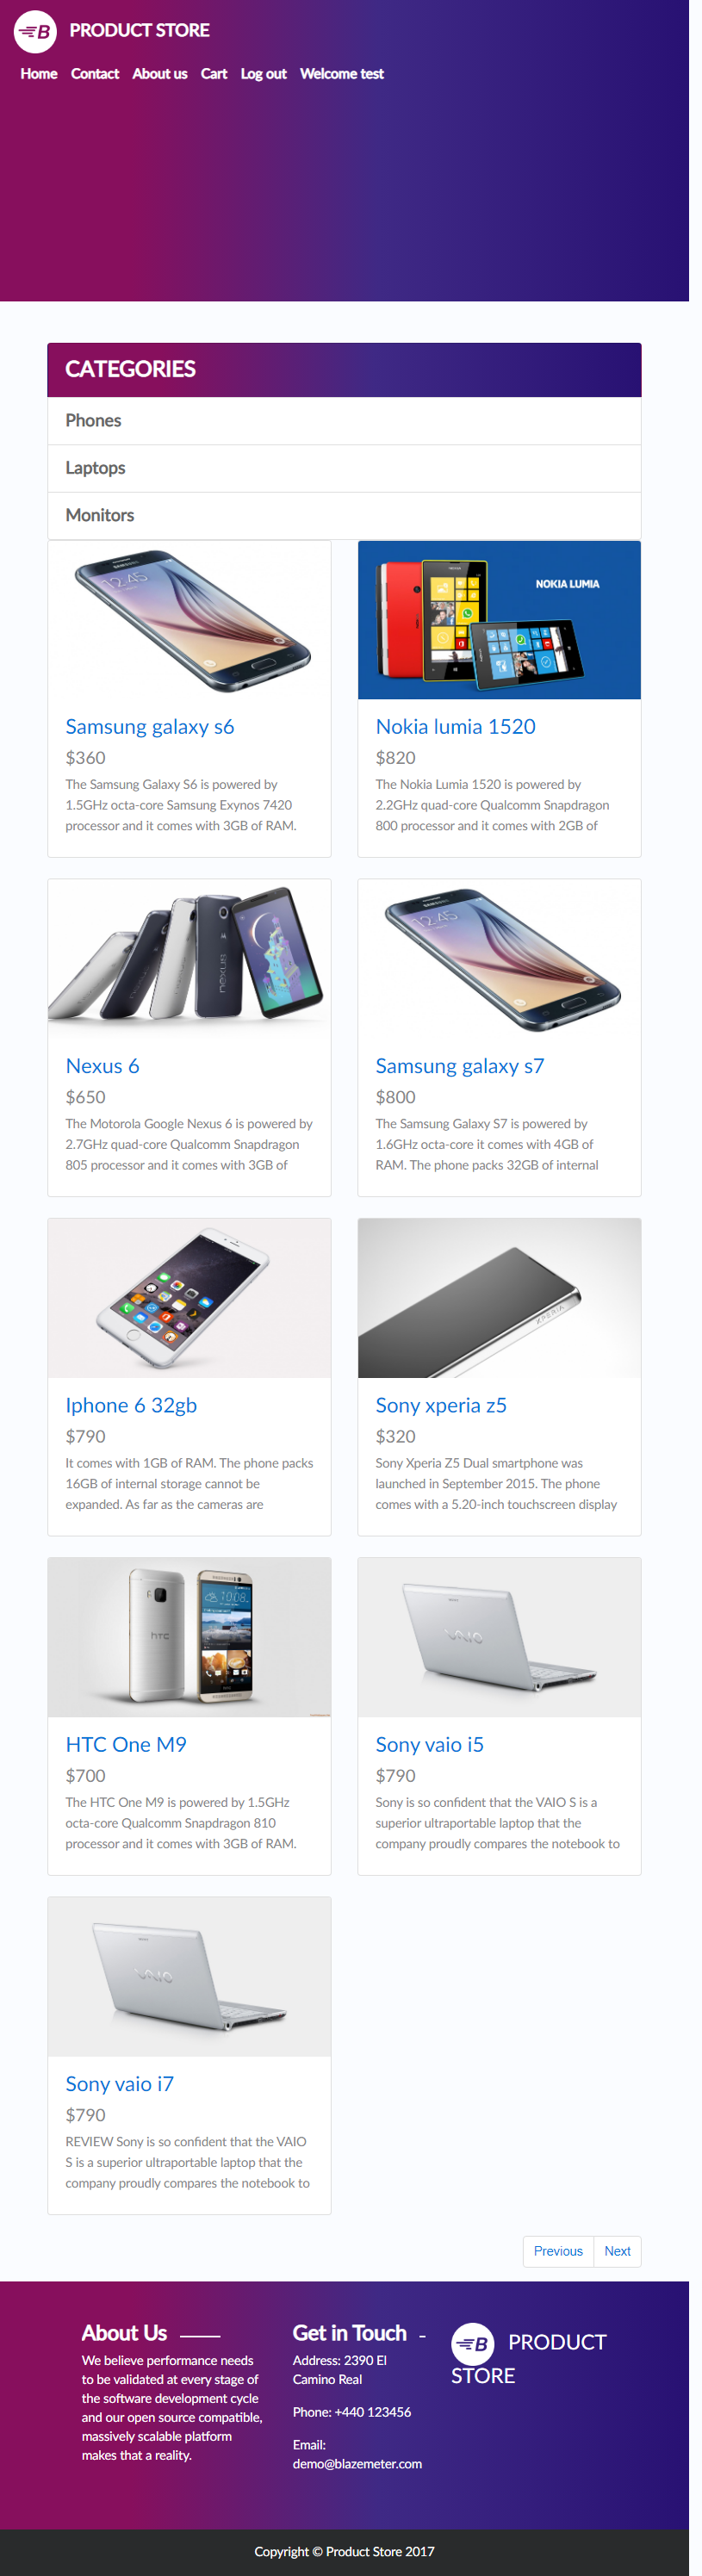 PRODUCT STORE
Home Contact About us Cart Log out Welcome test
CATEGORIES
Phones
Laptops
Monitors
12:45
NOKIA LUMIA
Samsung galaxy s6
$360
The Samsung Galaxy S6 is powered by
1.5GHz octa-core Samsung Exynos 7420
processor and it comes with 3GB of RAM.
Nokia lumia 1520
$820
The Nokia Lumia 1520 is powered by
2.2GHz quad-core Qualcomm Snapdragon
800 processor and it comes with 2GB of
nexus
12:45
Nexus 6
$650
The Motorola Google Nexus 6 is powered by
2.7GHz quad-core Qualcomm Snapdragon
805 processor and it comes with 3GB of
Samsung galaxy s7
$800
The Samsung Galaxy S7 is powered by
1.6GHz octa-core it comes with 4GB of
RAM. The phone packs 32GB of internal
XPERIA
Iphone 6 32gb
$790
It comes with 1GB of RAM. The phone packs
16GB of internal storage cannot be
expanded. As far as the cameras are
Sony xperia z5
$320
Sony Xperia Z5 Dual smartphone was
launched in September 2015. The phone
comes with a 5.20-inch touchscreen display
hTC
10:08
VAIO
HTC One M9
$700
The HTC One M9 is powered by 1.5GHz
octa-core Qualcomm Snapdragon 810
processor and it comes with 3GB of RAM.
Sony vaio i5
$790
Sony is so confident that the VAIO S is a
superior ultraportable laptop that the
company proudly compares the notebook to
VAIO
Sony vaio i7
$790
REVIEW Sony is so confident that the VAIO
S is a superior ultraportable laptop that the
company proudly compares the notebook to
Previous Next
About Us
We believe performance needs
to be validated at every stage of
the software development cycle
and our open source compatible,
massively scalable platform
makes that a reality.
Get in Touch
Address: 2390 El
Camino Real
Phone: +440 123456
Email:
demo@blazemeter.com
B PRODUCT
STORE
Copyright © Product Store 2017